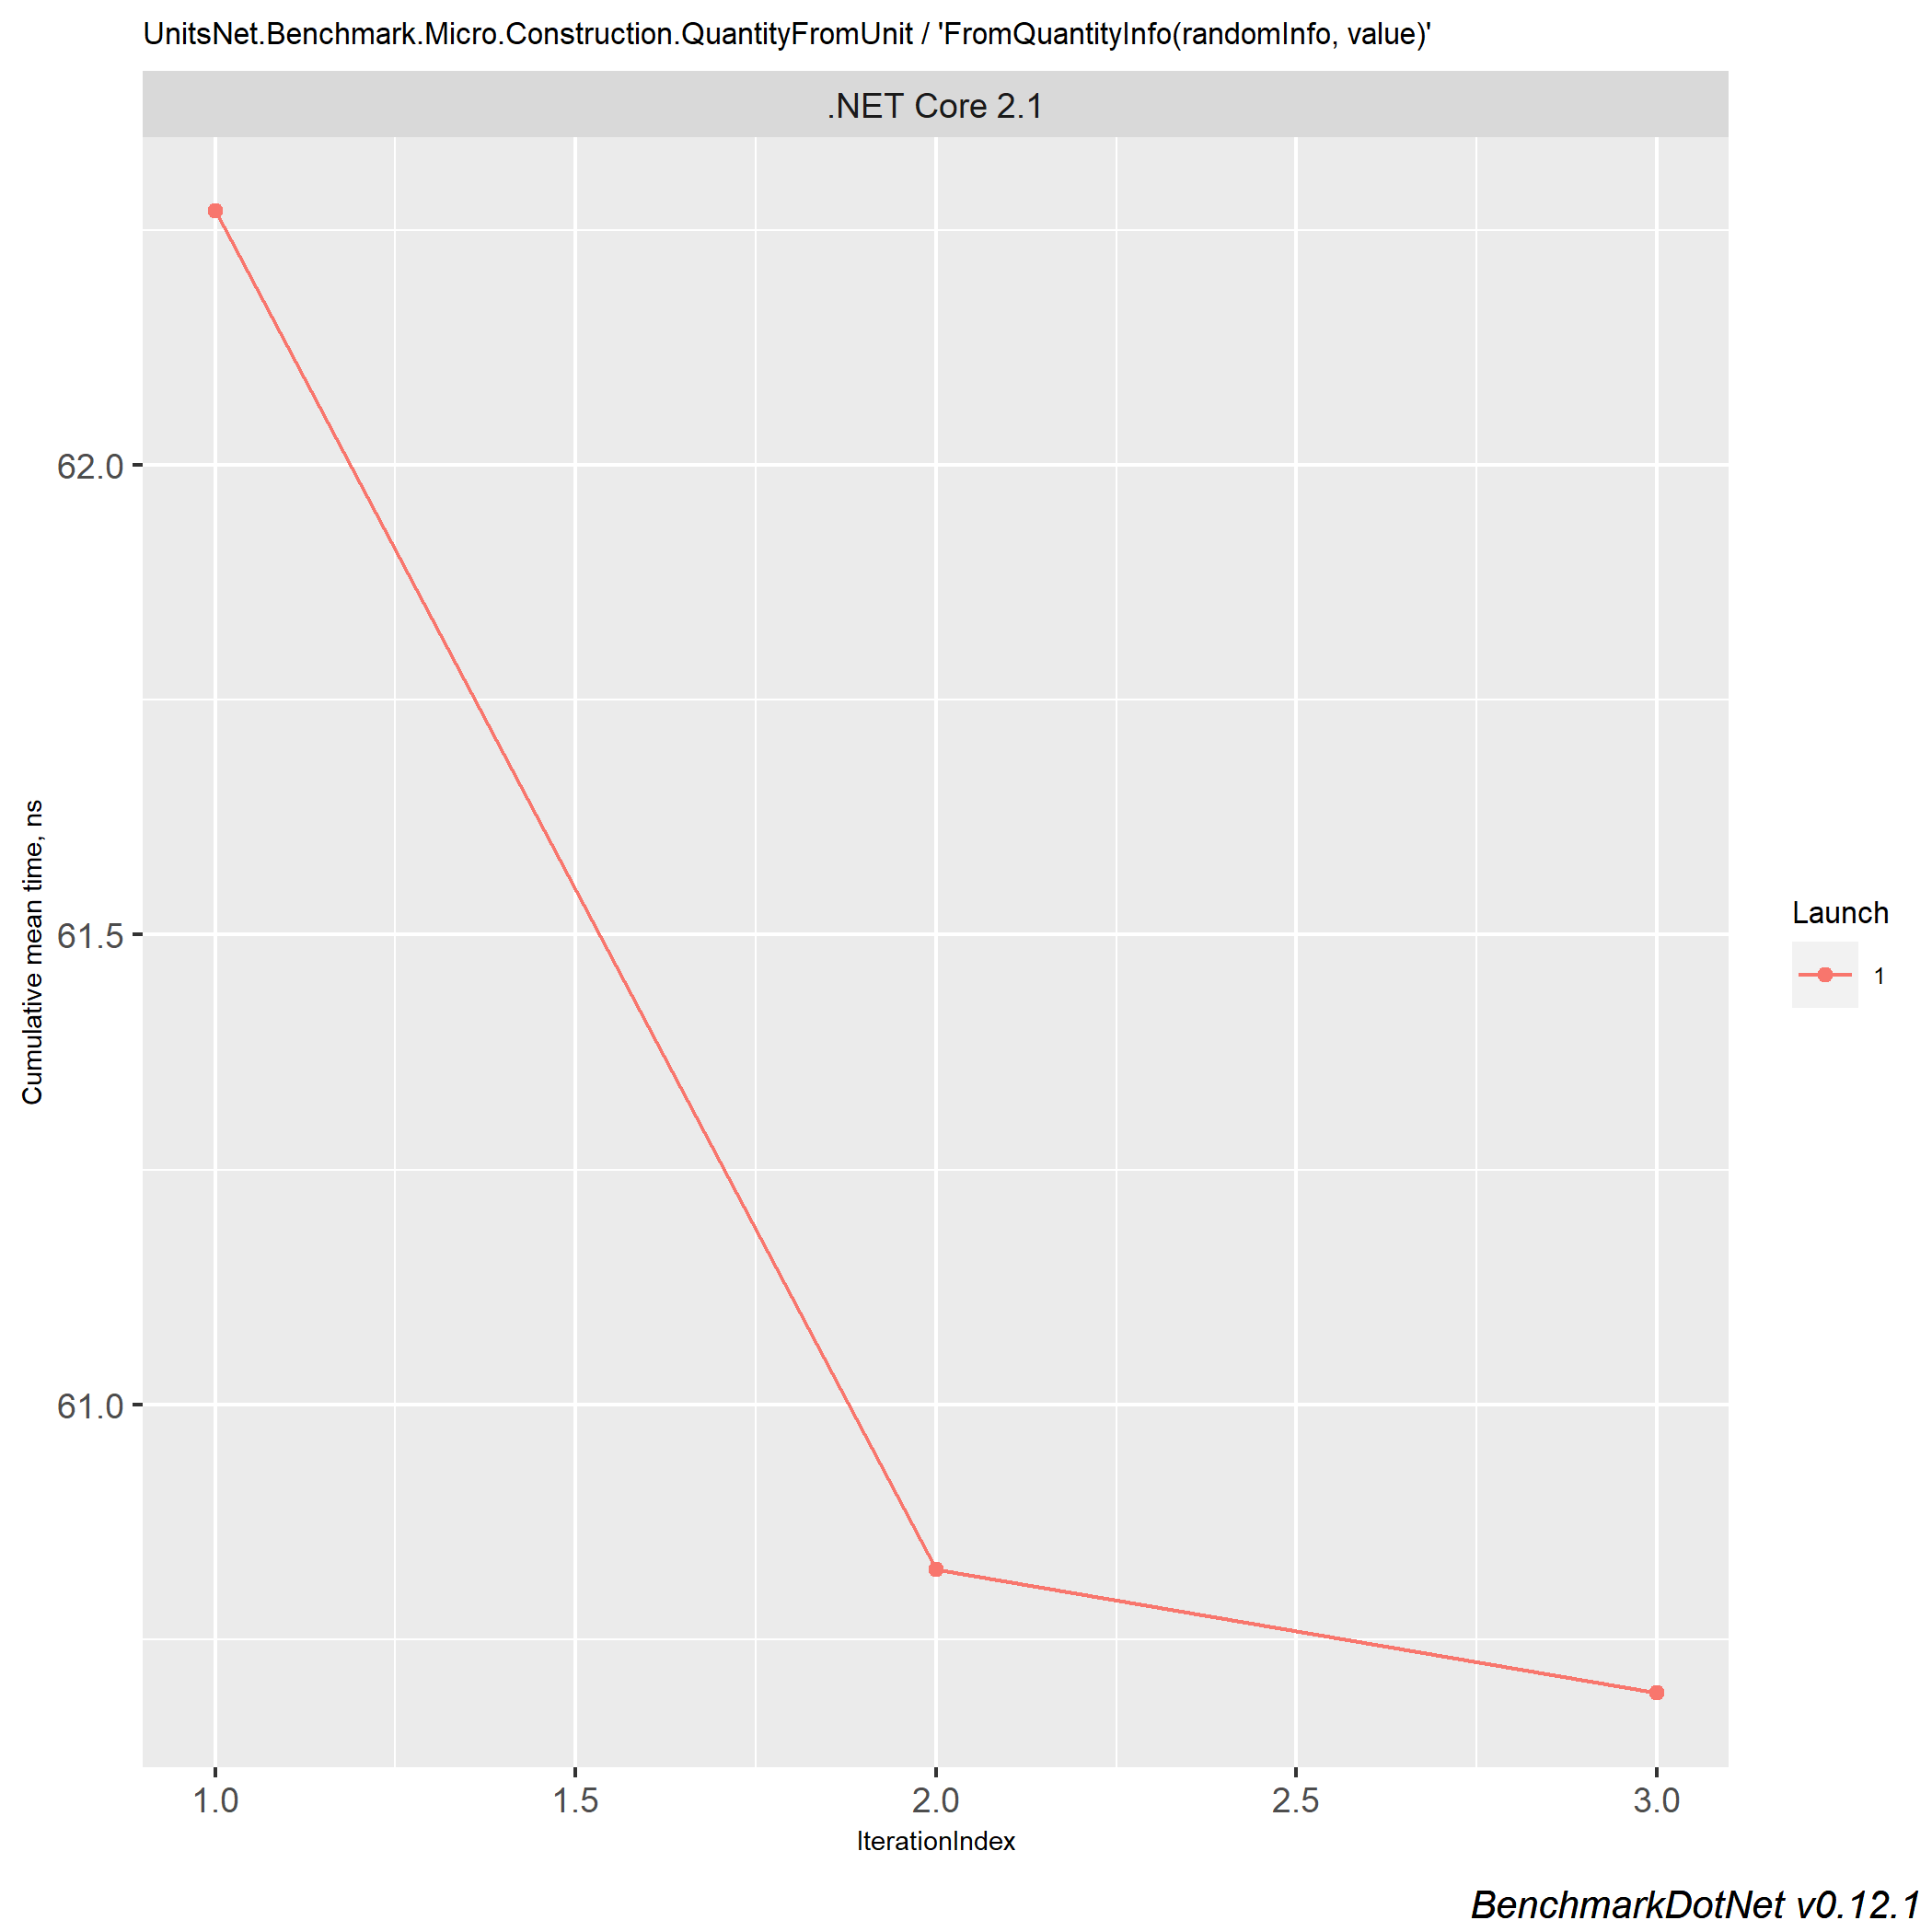 UnitsNet.Benchmark.Micro.Construction.QuantityFromUnit / 'FromQuantityInfo(randomInfo, value)'
.NET Core 2.1
62.0
61.5
61.0
Cumulative mean time, ns
1.0 1.5 2.0 2.5 3.0
IterationIndex
Launch
1
BenchmarkDotNet v0.12.1